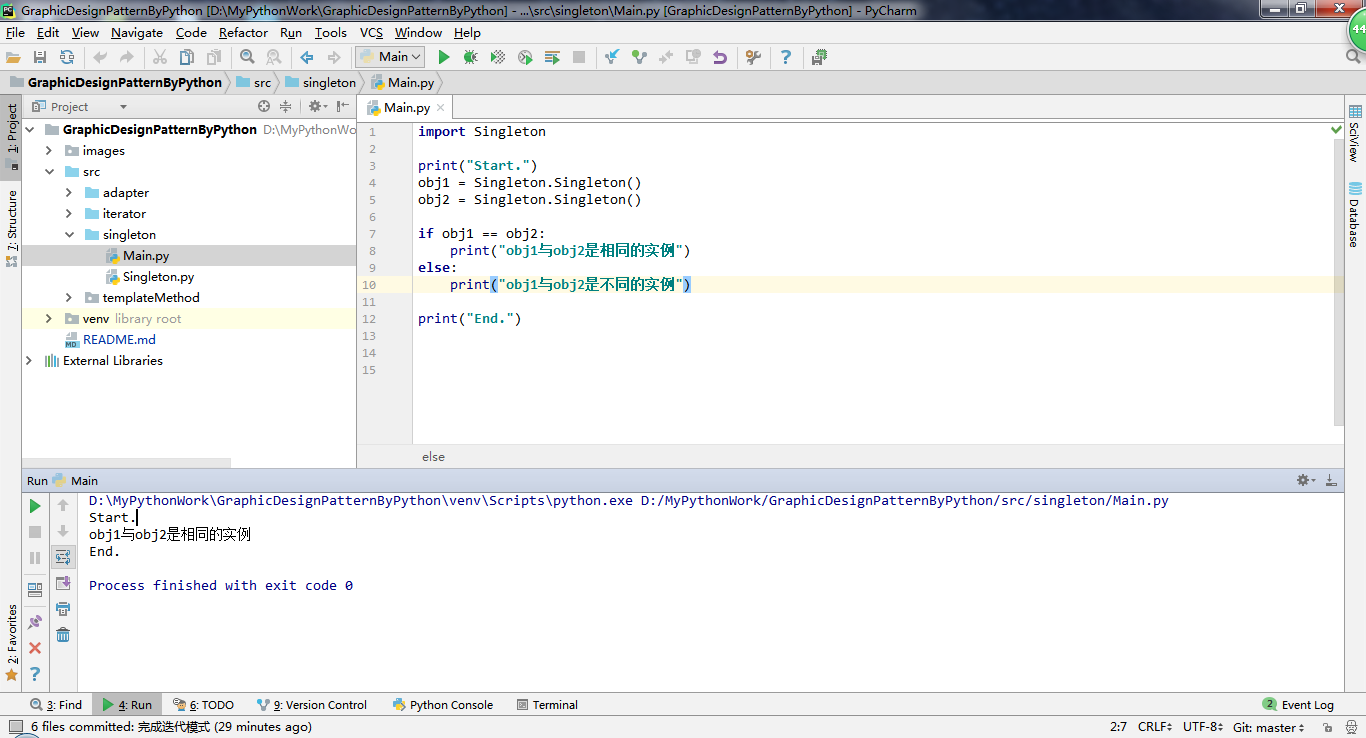 GraphicDesignPatternByPython [D:\MyPythonWork\GraphicDesignPatternByPython] - ...\src\singleton\Main.py [GraphicDesignPatternByPython] - PyCharm
44
File Edit View Navigate Code Refactor Run Tools VCS Window Help
Main
GraphicDesignPatternByPython src singleton Main.py
1: Project
7: Structure
2: Favorites
Project
GraphicDesignPatternByPython D:\MyPythonWo
images
src
adapter
iterator
singleton
Main.py
Singleton.py
templateMethod
venv library root
README.md
External Libraries
Main.py
1 import Singleton
2
3 print("Start.")
4 obj1 = Singleton.Singleton()
5 obj2 = Singleton.Singleton()
6
7 if obj1 == obj2:
8 print("obj1与obj2是相同的实例")
9 else:
10 print("obj1与obj2是不同的实例")
11
12 print("End.")
13
14
15
else
SciView
Database
Run Main
D:\MyPythonWork\GraphicDesignPatternByPython\venv\Scripts\python.exe D:/MyPythonWork/GraphicDesignPatternByPython/src/singleton/Main.py
Start.
obj1与obj2是相同的实例
End.
Process finished with exit code 0
3: Find 4: Run 6: TODO 9: Version Control Python Console Terminal 2 Event Log
6 files committed: 完成迭代模式 (29 minutes ago) 2:7 CRLF UTF-8 Git: master